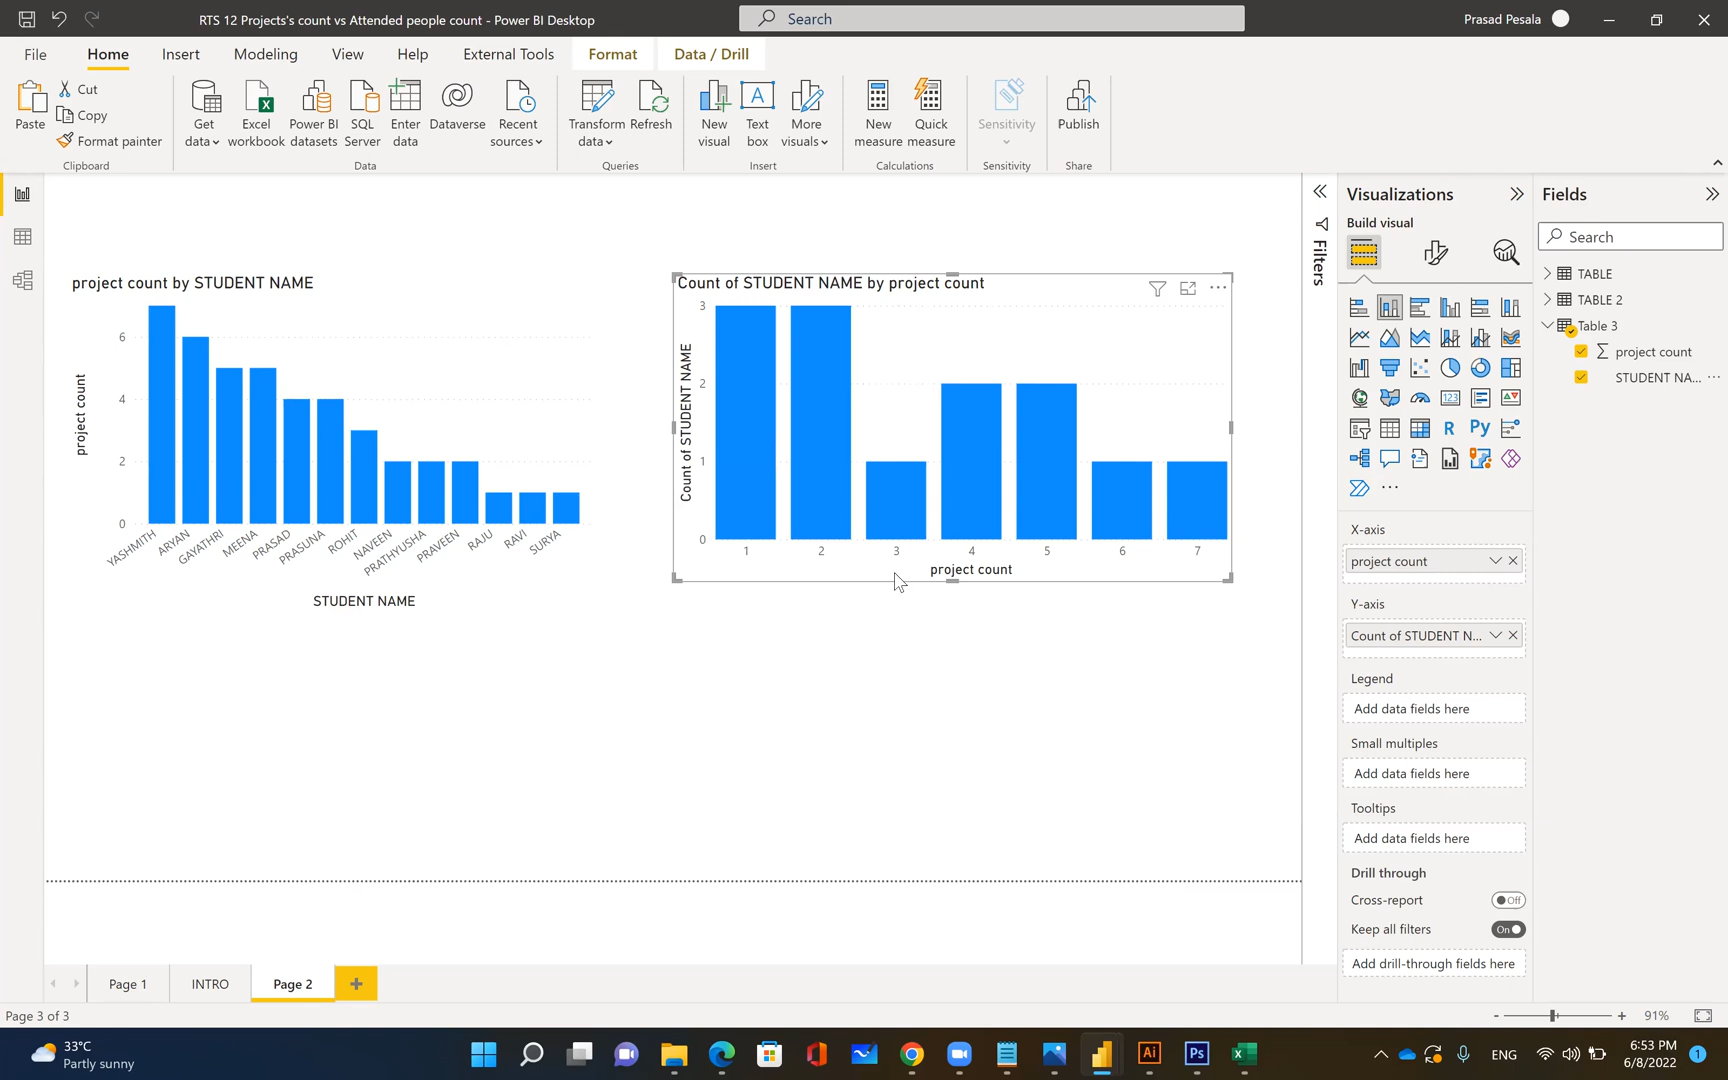 RTS 12 Projects's count vs Attended people count - Power BI Desktop
Search
Prasad Pesala
File
Home
Insert
Modeling
View
Help
External Tools
Format
Data / Drill
Paste
Cut
Copy
Format painter
Clipboard
Get data
Excel workbook
Power BI datasets
SQL Server
Enter data
Dataverse
Recent sources
Data
Transform data
Refresh
Queries
New visual
A
Text box
More visuals
Insert
New measure
Quick measure
Calculations
Sensitivity
Sensitivity
Publish
Share
project count by STUDENT NAME
project count
6
4
2
0
YASHMITH
ARYAN
GAYATHRI
MEENA
PRASAD
PRASUNA
ROHIT
NAVEEN
PRATHYUSHA
PRAVEEN
RAJU
RAVI
SURYA
STUDENT NAME
Count of STUDENT NAME by project count
Count of STUDENT NAME
3
2
1
0
1 2 3 4 5 6 7
project count
Filters
Visualizations
Build visual
123
R
Py
X-axis
project count
Y-axis
Count of STUDENT N...
Legend
Add data fields here
Small multiples
Add data fields here
Tooltips
Add data fields here
Drill through
Cross-report
Off
Keep all filters
On
Add drill-through fields here
Fields
Search
TABLE
TABLE 2
Table 3
project count
STUDENT NA...
Page 1
INTRO
Page 2
Page 3 of 3
- + 91%
33°C
Partly sunny
Ai
Ps
ENG
6:53 PM
6/8/2022
1